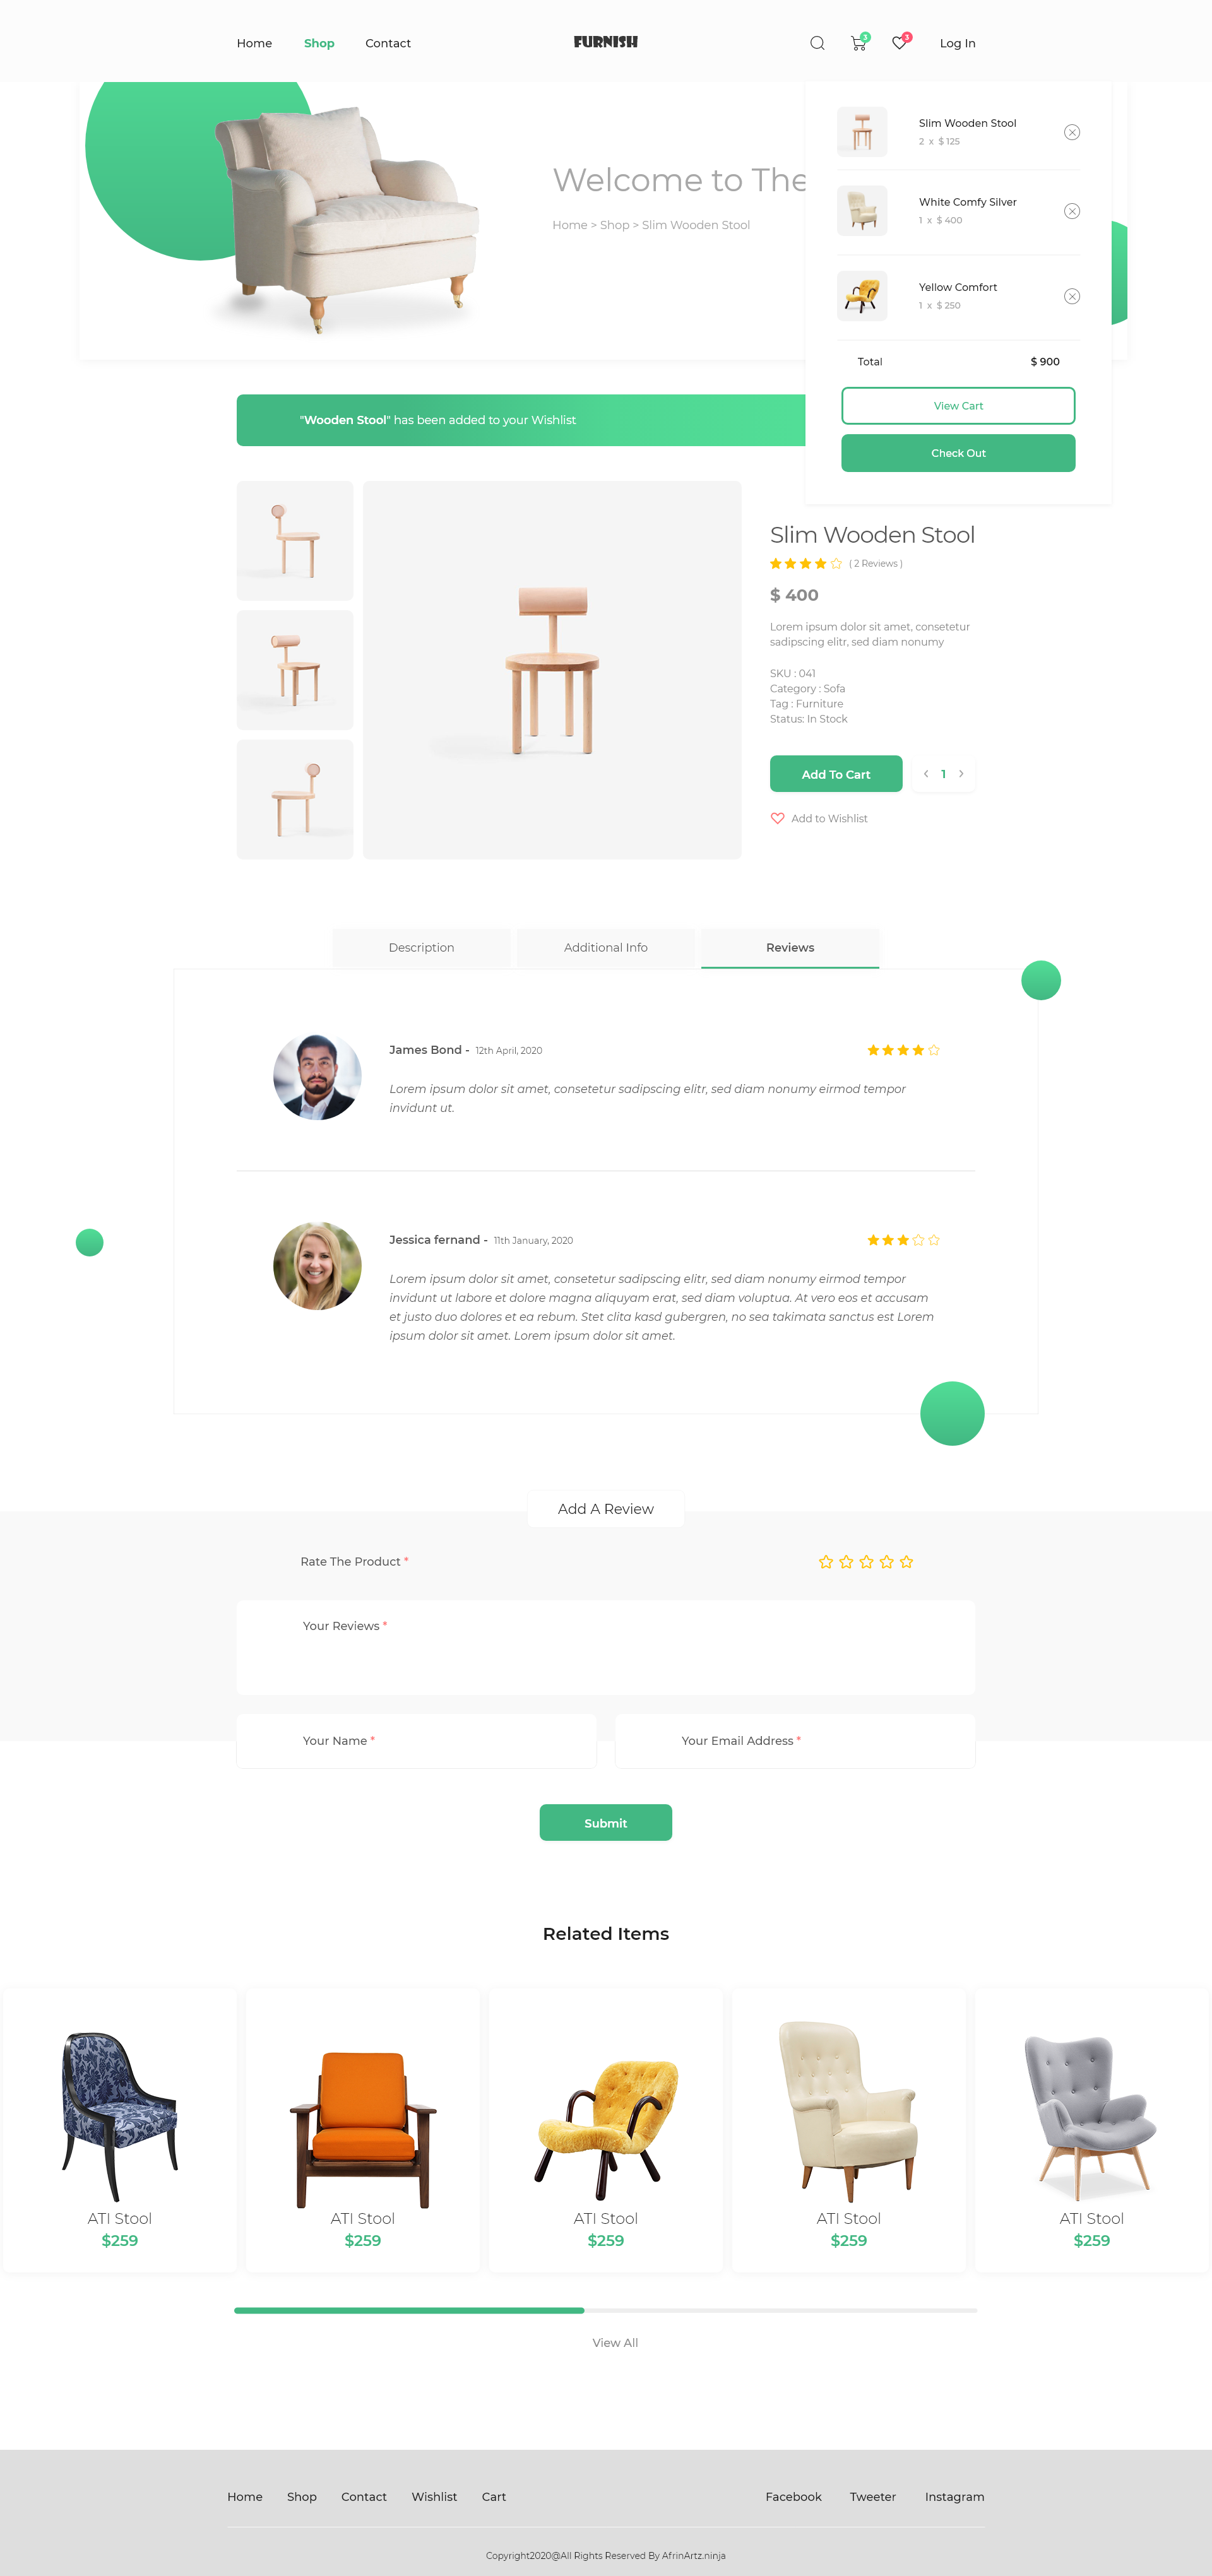 Home
Shop
Contact
FURNISH
3
3
Log In
Welcome to The
Home > Shop > Slim Wooden Stool
Slim Wooden Stool
2 x $ 125
White Comfy Silver
1 x $ 400
Yellow Comfort
1 x $ 250
Total
$ 900
View Cart
Check Out
"Wooden Stool" has been added to your Wishlist
Slim Wooden Stool
( 2 Reviews )
$ 400
Lorem ipsum dolor sit amet, consetetur
sadipscing elitr, sed diam nonumy
SKU : 041
Category : Sofa
Tag : Furniture
Status: In Stock
Add To Cart
< 1 >
Add to Wishlist
Description
Additional Info
Reviews
James Bond - 12th April, 2020
Lorem ipsum dolor sit amet, consetetur sadipscing elitr, sed diam nonumy eirmod tempor
invidunt ut.
Jessica fernand - 11th January, 2020
Lorem ipsum dolor sit amet, consetetur sadipscing elitr, sed diam nonumy eirmod tempor
invidunt ut labore et dolore magna aliquyam erat, sed diam voluptua. At vero eos et accusam
et justo duo dolores et ea rebum. Stet clita kasd gubergren, no sea takimata sanctus est Lorem
ipsum dolor sit amet. Lorem ipsum dolor sit amet.
Add A Review
Rate The Product *
Your Reviews *
Your Name *
Your Email Address *
Submit
Related Items
ATI Stool
$259
ATI Stool
$259
ATI Stool
$259
ATI Stool
$259
ATI Stool
$259
View All
Home
Shop
Contact
Wishlist
Cart
Facebook
Tweeter
Instagram
Copyright2020@All Rights Reserved By AfrinArtz.ninja